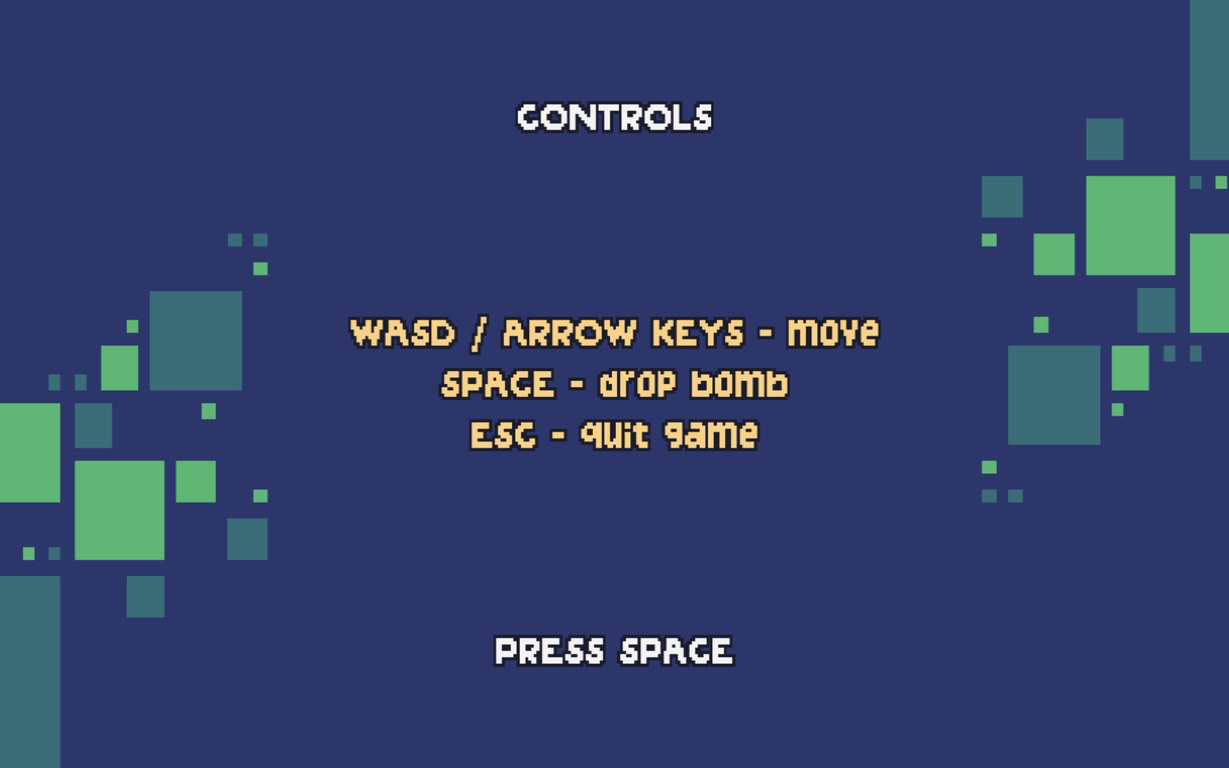 CONTROLS
WASD / ARROW KEYS - move
SPACE - drop bomb
ESC - quit game
PRESS SPACE